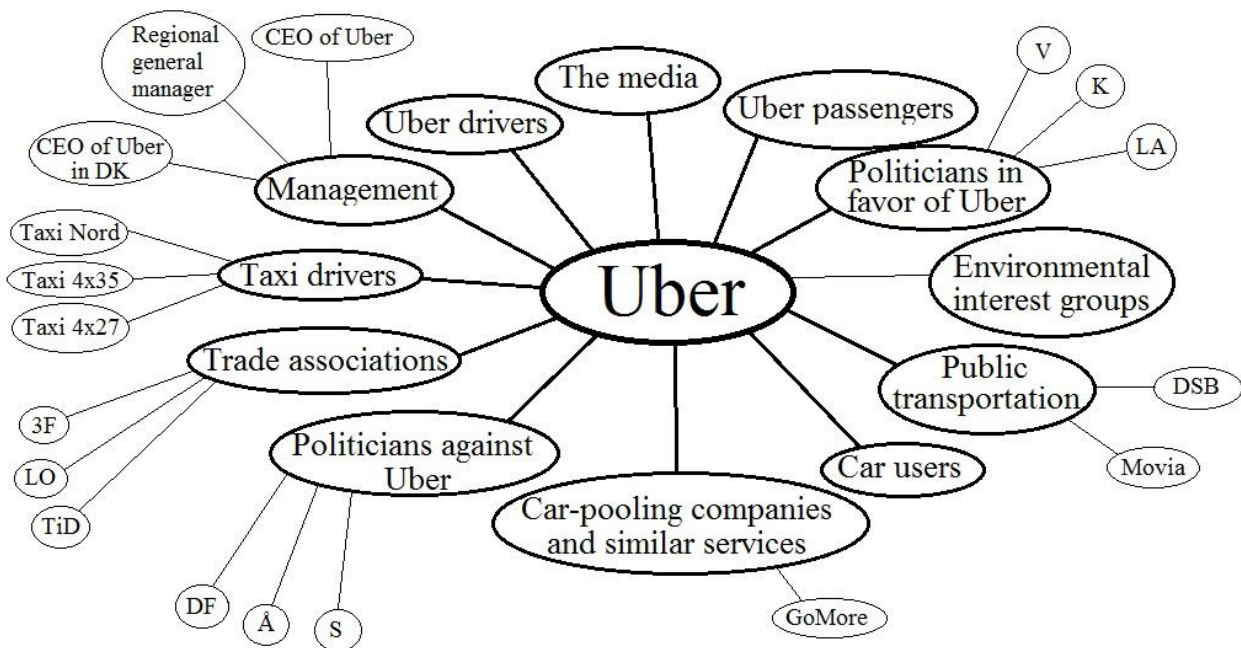 Regional
general
manager
CEO of Uber
The media
V
K
LA
Uber drivers
Uber passengers
CEO of Uber
in DK
Management
Politicians in
favor of Uber
Taxi Nord
Taxi 4x35
Taxi 4x27
Taxi drivers
Uber
Environmental
interest groups
Trade associations
Public
transportation
DSB
Movia
3F
LO
TiD
Politicians against
Uber
Car users
Car-pooling companies
and similar services
DF
Å
S
GoMore